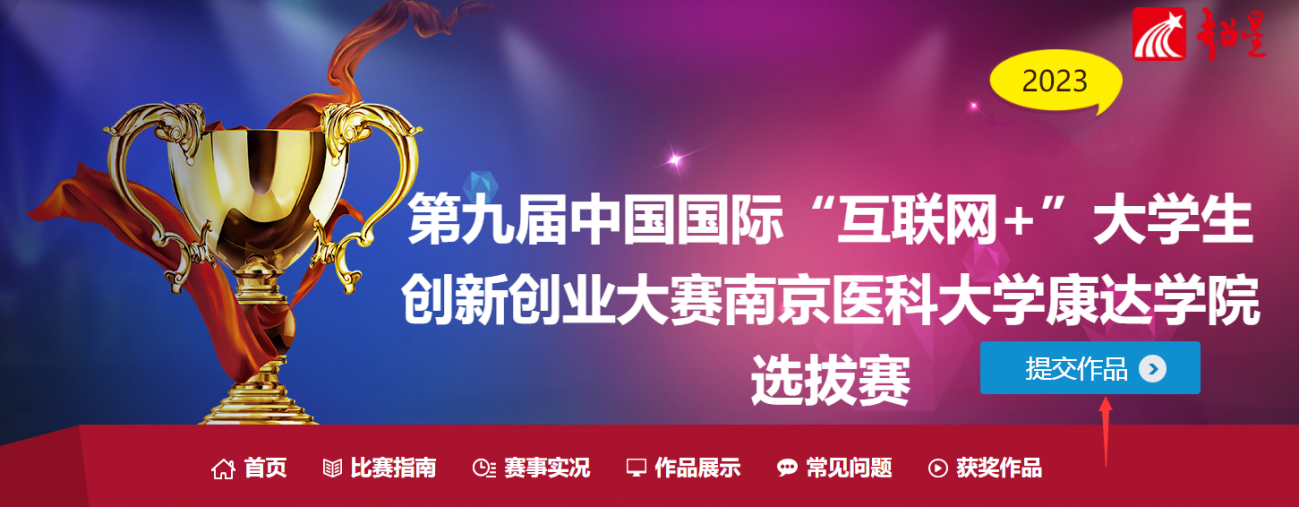 2023
第九届中国国际“互联网+”大学生
创新创业大赛南京医科大学康达学院
选拔赛
提交作品
首页 比赛指南 赛事实况 作品展示 常见问题 获奖作品